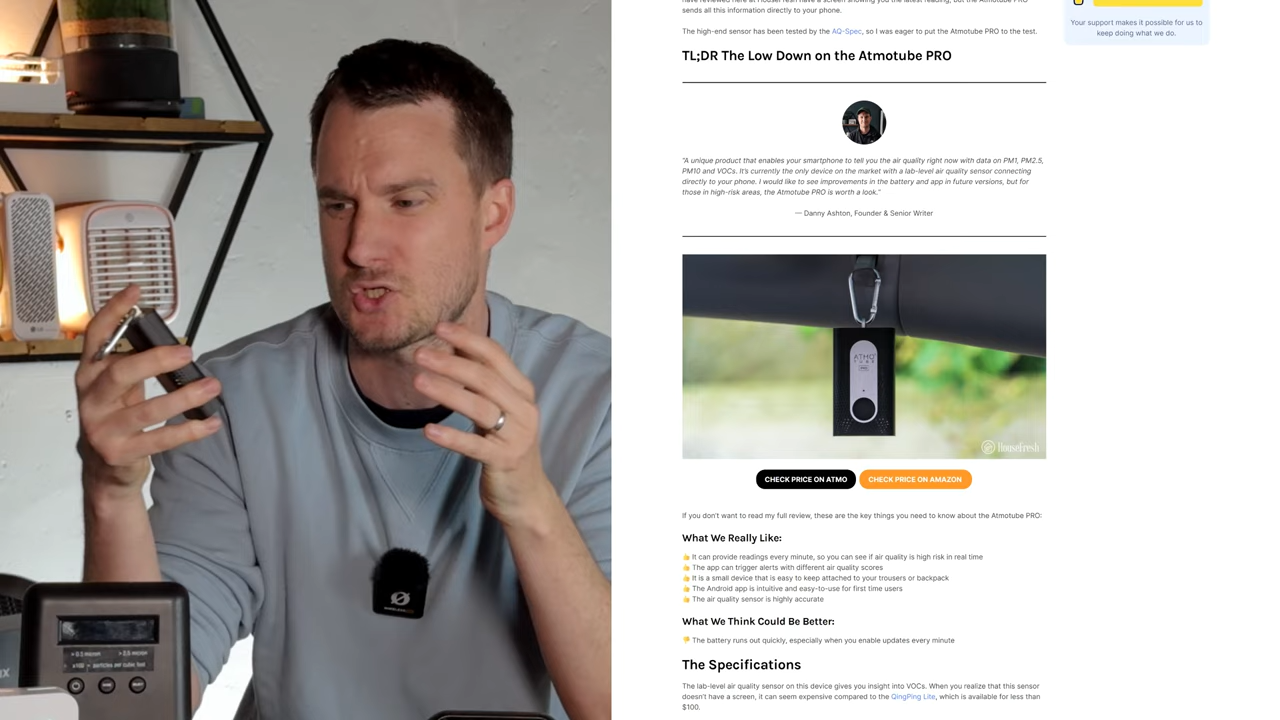 have reviewed here at HouseFresh have a screen showing you the latest reading, but the Atmotube PRO
sends all this information directly to your phone.
The high-end sensor has been tested by the AQ-Spec, so I was eager to put the Atmotube PRO to the test.
TL;DR The Low Down on the Atmotube PRO
"A unique product that enables your smartphone to tell you the air quality right now with data on PM1, PM2.5,
PM10 and VOCs. It's currently the only device on the market with a lab-level air quality sensor connecting
directly to your phone. I would like to see improvements in the battery and app in future versions, but for
those in high-risk areas, the Atmotube PRO is worth a look."
— Danny Ashton, Founder & Senior Writer
ATMO
TUBE
PRO
HouseFresh
CHECK PRICE ON ATMO
CHECK PRICE ON AMAZON
If you don't want to read my full review, these are the key things you need to know about the Atmotube PRO:
What We Really Like:
👍 It can provide readings every minute, so you can see if air quality is high risk in real time
👍 The app can trigger alerts with different air quality scores
👍 It is a small device that is easy to keep attached to your trousers or backpack
👍 The Android app is intuitive and easy-to-use for first time users
👍 The air quality sensor is highly accurate
What We Think Could Be Better:
👎 The battery runs out quickly, especially when you enable updates every minute
The Specifications
The lab-level air quality sensor on this device gives you insight into VOCs. When you realize that this sensor
doesn't have a screen, it can seem expensive compared to the QingPing Lite, which is available for less than
$100.
Your support makes it possible for us to
keep doing what we do.
LG